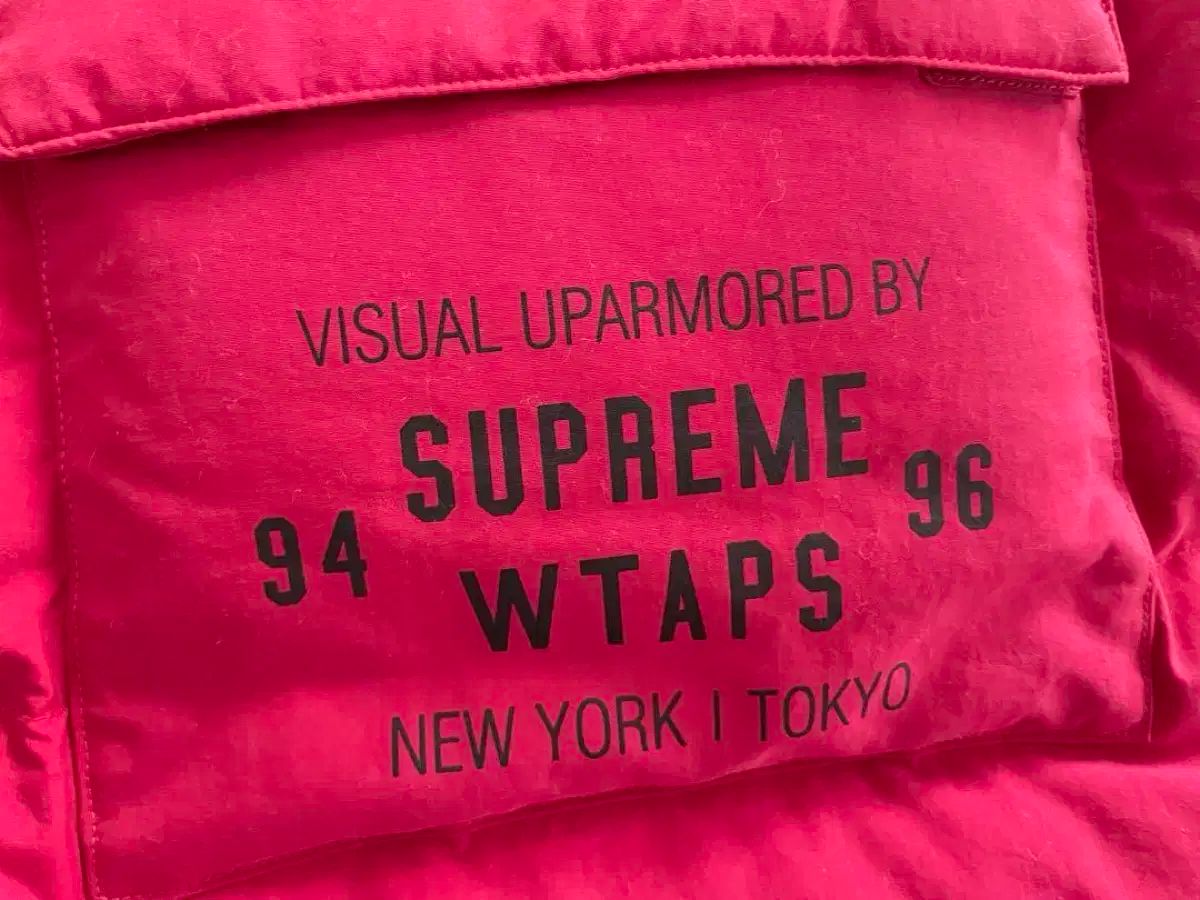 VISUAL UPARMORED BY
SUPREME
94 96
WTAPS
NEW YORK | TOKYO